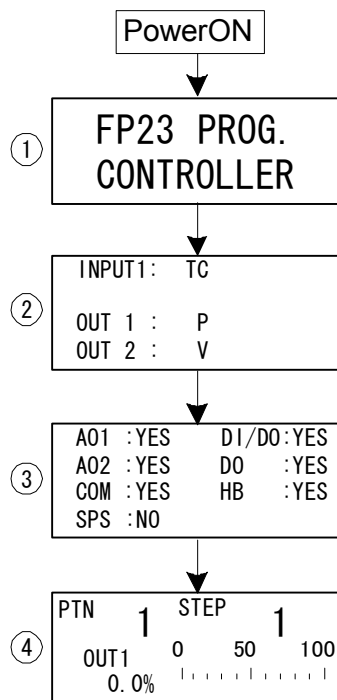 PowerON
① FP23 PROG.
CONTROLLER
② INPUT1: TC
OUT 1 : P
OUT 2 : V
③ AO1 :YES DI/DO:YES
AO2 :YES DO :YES
COM :YES HB :YES
SPS :NO
④ PTN 1 STEP 1
OUT1 0 50 100
0.0%